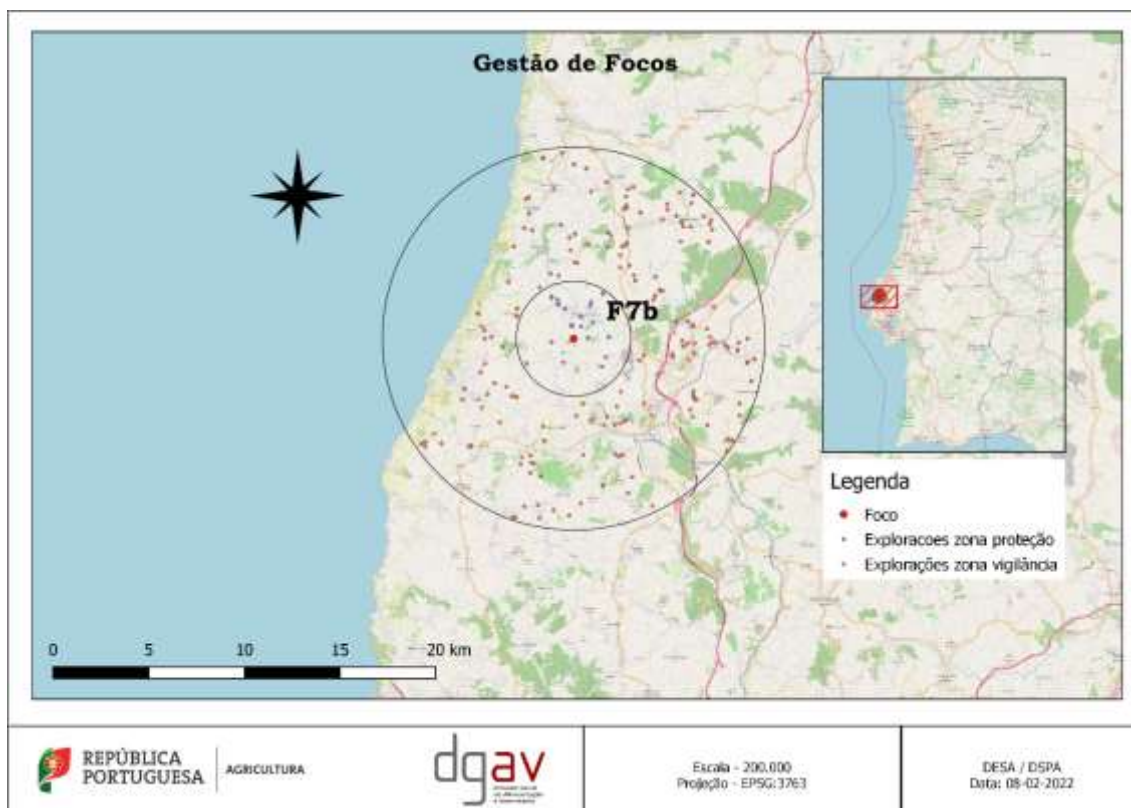 Gestão de Focos
F7b
Legenda
Foco
Exploracoes zona proteção
Explorações zona vigilância
0 5 10 15 20 km
REPÚBLICA
PORTUGUESA
AGRICULTURA
dgav
Escala - 200.000
Projeção - EPSG:3763
DESA / DSPA
Data: 08-02-2022